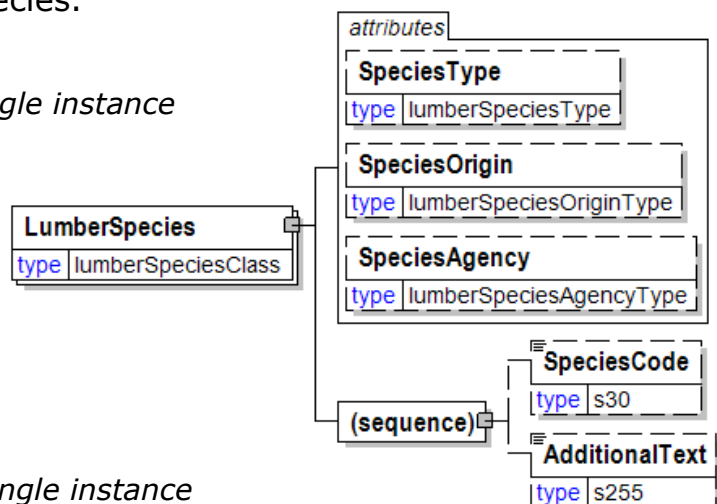 ecies.
attributes
SpeciesType
type lumberSpeciesType
ngle instance
SpeciesOrigin
type lumberSpeciesOriginType
LumberSpecies
type lumberSpeciesClass
SpeciesAgency
type lumberSpeciesAgencyType
SpeciesCode
type s30
(sequence)
AdditionalText
type s255
ngle instance